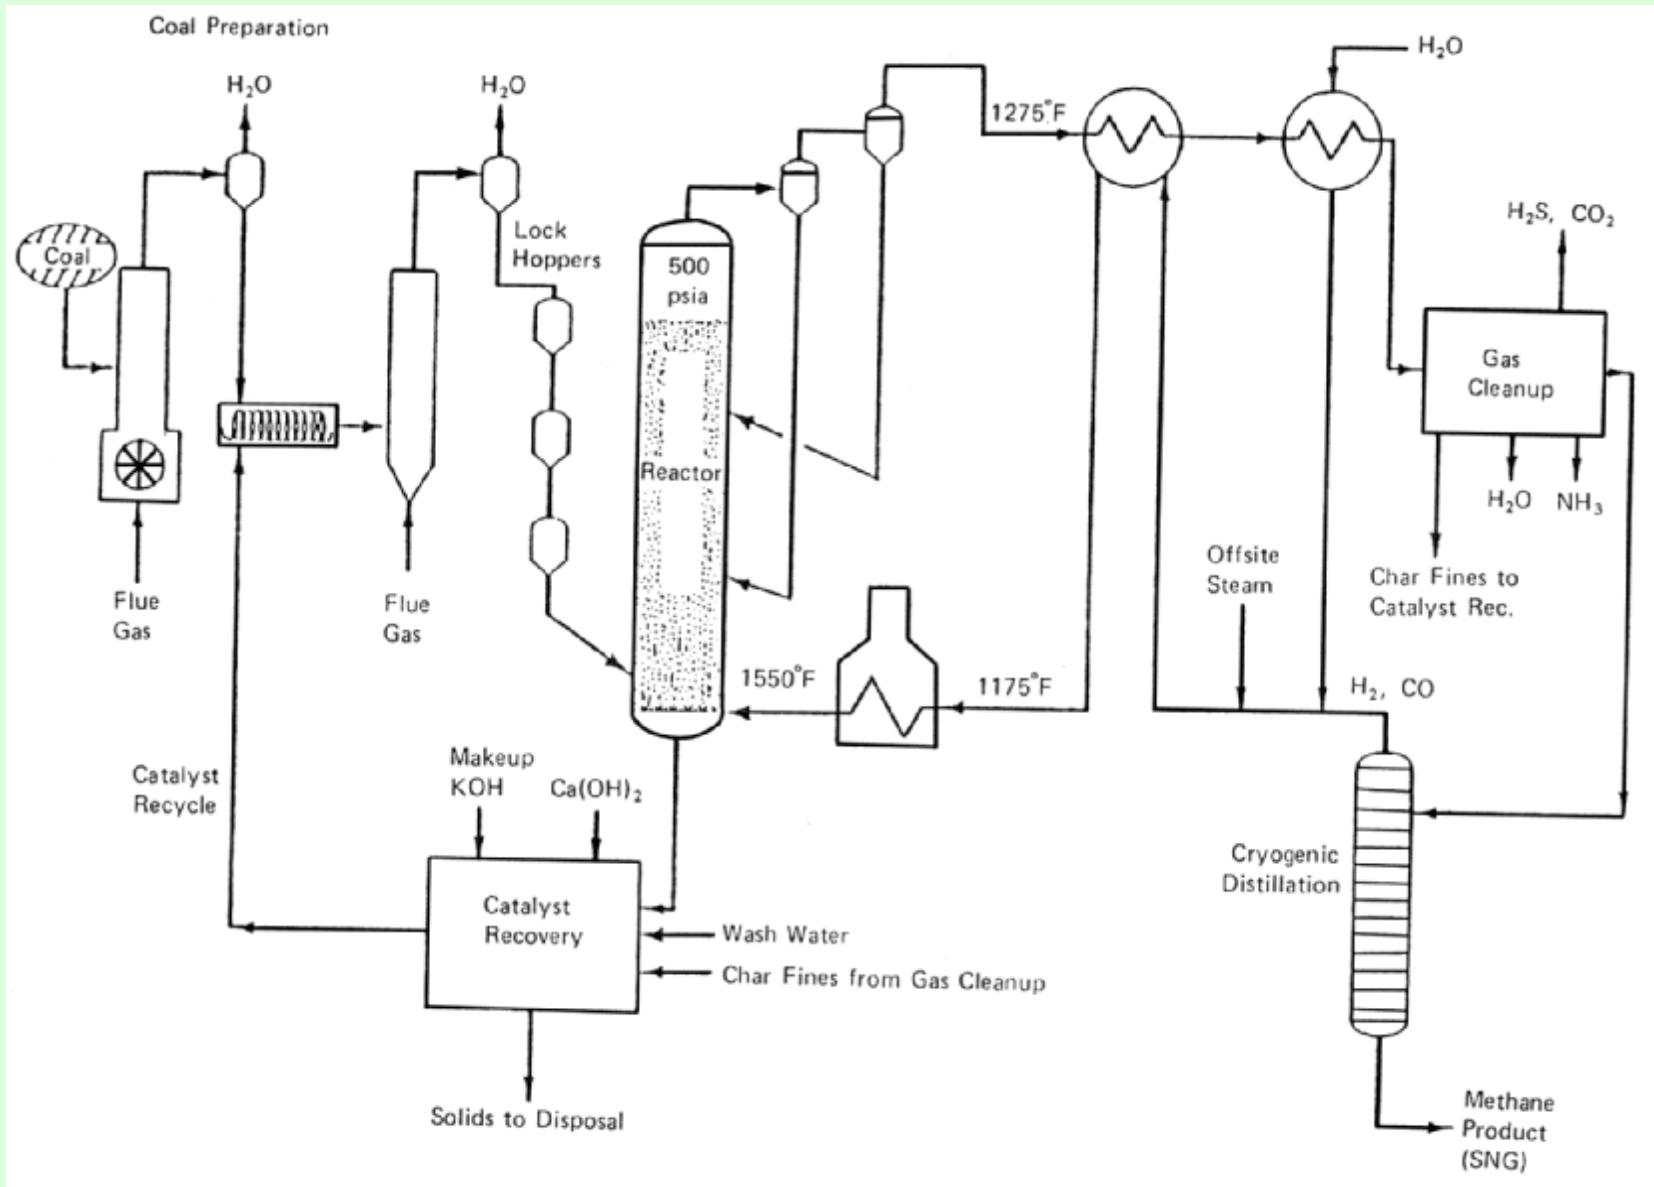 Coal Preparation
H₂O
H₂O
H₂O
1275°F
Coal
Lock
Hoppers
500
psia
H₂S, CO₂
Gas
Cleanup
Reactor
H₂O
NH₃
Flue
Gas
Flue
Gas
Offsite
Steam
Char Fines to
Catalyst Rec.
1550°F
1175°F
H₂, CO
Makeup
KOH
Ca(OH)₂
Catalyst
Recycle
Cryogenic
Distillation
Catalyst
Recovery
Wash Water
Char Fines from Gas Cleanup
Solids to Disposal
Methane
Product
(SNG)